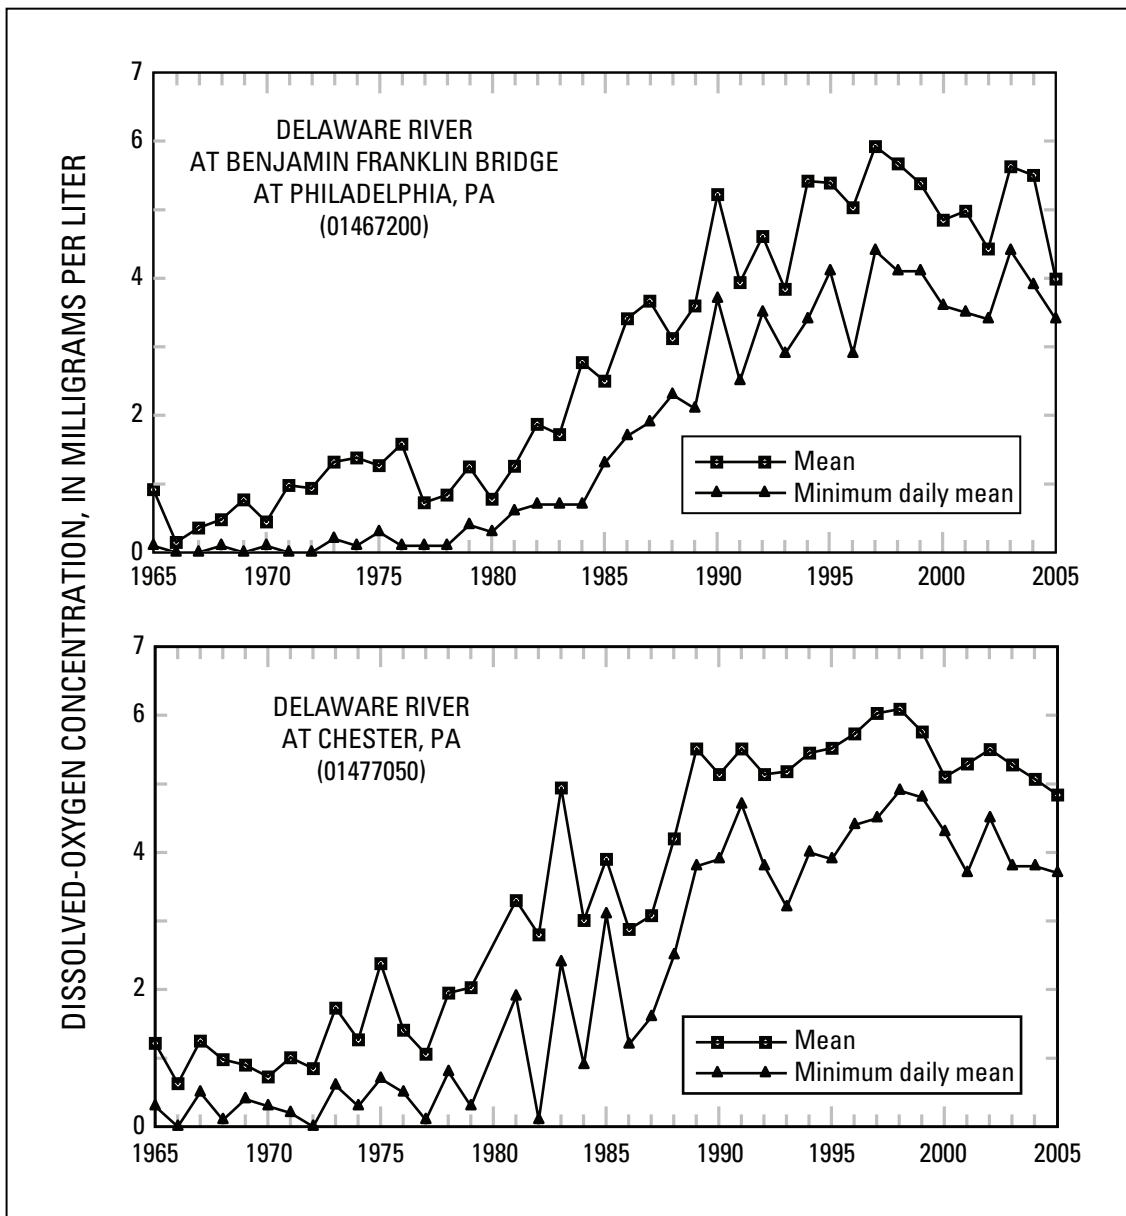 DISSOLVED-OXYGEN CONCENTRATION, IN MILLIGRAMS PER LITER
7
6
4
2
0
DELAWARE RIVER
AT BENJAMIN FRANKLIN BRIDGE
AT PHILADELPHIA, PA
(01467200)
Mean
Minimum daily mean
1965 1970 1975 1980 1985 1990 1995 2000 2005
7
6
4
2
0
DELAWARE RIVER
AT CHESTER, PA
(01477050)
Mean
Minimum daily mean
1965 1970 1975 1980 1985 1990 1995 2000 2005